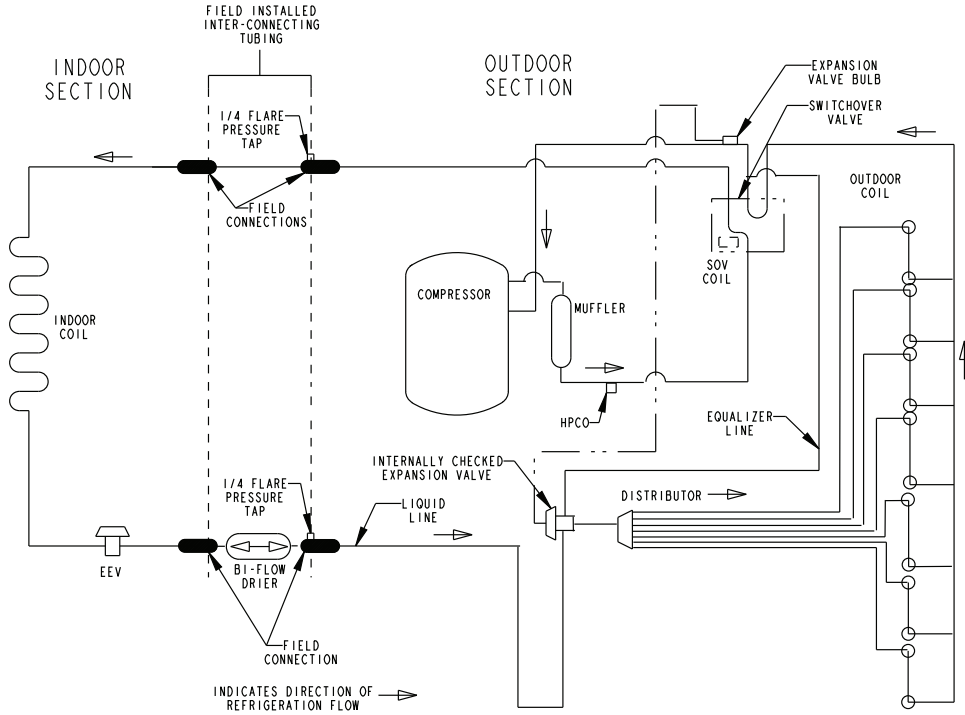 FIELD INSTALLED
INTER-CONNECTING
TUBING
INDOOR
SECTION
OUTDOOR
SECTION
EXPANSION
VALVE BULB
SWITCHOVER
VALVE
1/4 FLARE
PRESSURE
TAP
OUTDOOR
COIL
FIELD
CONNECTIONS
SOV
COIL
COMPRESSOR
MUFFLER
INDOOR
COIL
HPCO
EQUALIZER
LINE
INTERNALLY CHECKED
EXPANSION VALVE
1/4 FLARE
PRESSURE
TAP
LIQUID
LINE
DISTRIBUTOR
EEV
BI-FLOW
DRIER
FIELD
CONNECTION
INDICATES DIRECTION OF
REFRIGERATION FLOW